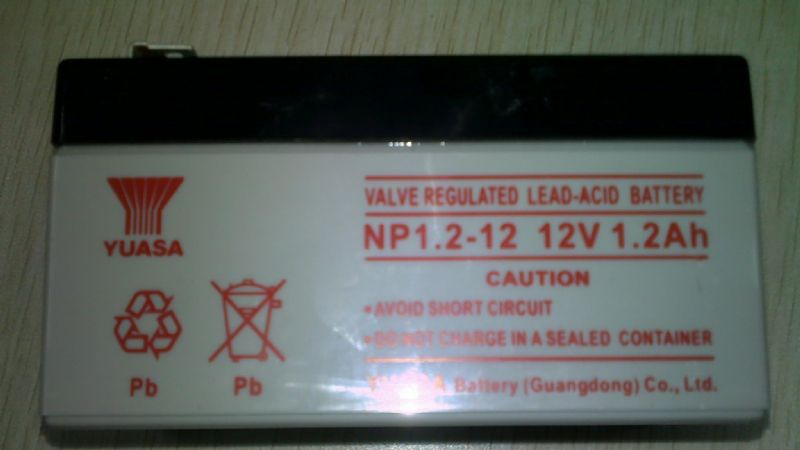 YUASA
Pb
Pb
VALVE REGULATED LEAD-ACID BATTERY
NP1.2-12 12V 1.2Ah
CAUTION
•AVOID SHORT CIRCUIT
•DO NOT CHARGE IN A SEALED CONTAINER
YUASA Battery (Guangdong) Co., Ltd.